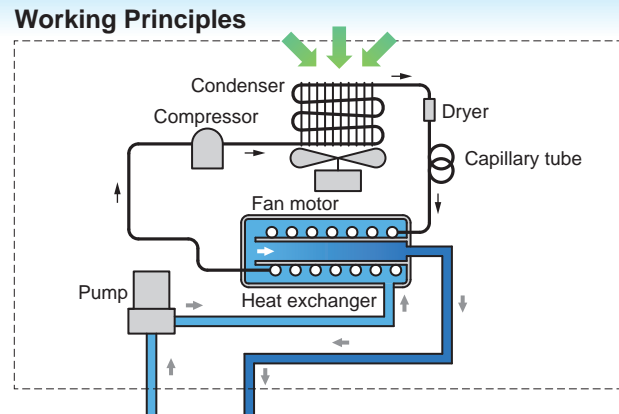 Working Principles
Condenser
Compressor
Dryer
Capillary tube
Fan motor
Pump
Heat exchanger